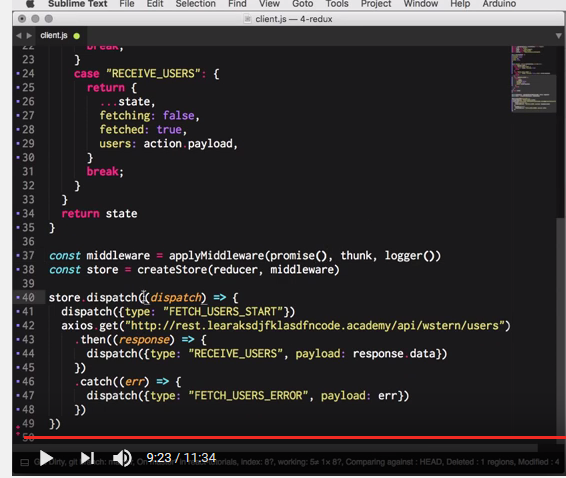 Sublime Text File Edit Selection Find View Goto Tools Project Window Help Arduino
client.js — 4-redux
client.js
22 break;
23 }
24 case "RECEIVE_USERS": {
25 return {
26 ...state,
27 fetching: false,
28 fetched: true,
29 users: action.payload,
30 }
31 break;
32 }
33 }
34 return state
35 }
36
37 const middleware = applyMiddleware(promise(), thunk, logger())
38 const store = createStore(reducer, middleware)
39
40 store.dispatch((dispatch) => {
41 dispatch({type: "FETCH_USERS_START"})
42 axios.get("http://rest.learaksdjfklasdfncode.academy/api/wstern/users")
43 .then((response) => {
44 dispatch({type: "RECEIVE_USERS", payload: response.data})
45 })
46 .catch((err) => {
47 dispatch({type: "FETCH_USERS_ERROR", payload: err})
48 })
49 })
50
9:23 / 11:34
Dirty, git branch: index: 8?, working: 5≠ 1× 8?, Comparing against : HEAD, Deleted : 1 regions, Modified : 4